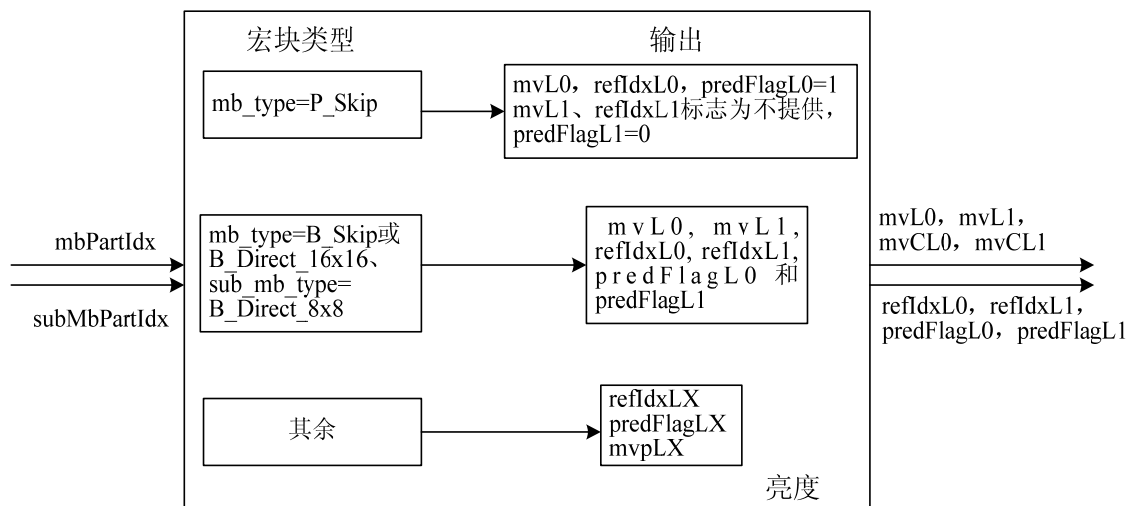 宏块类型
输出
mb_type=P_Skip
mvL0，refIdxL0，predFlagL0=1
mvL1、refIdxL1标志为不提供，
predFlagL1=0
mbPartIdx
subMbPartIdx
mb_type=B_Skip或
B_Direct_16x16、
sub_mb_type=
B_Direct_8x8
mvL0, mvL1,
refIdxL0, refIdxL1,
predFlagL0 和
predFlagL1
mvL0，mvL1，
mvCL0，mvCL1
refIdxL0，refIdxL1，
predFlagL0，predFlagL1
其余
refIdxLX
predFlagLX
mvpLX
亮度